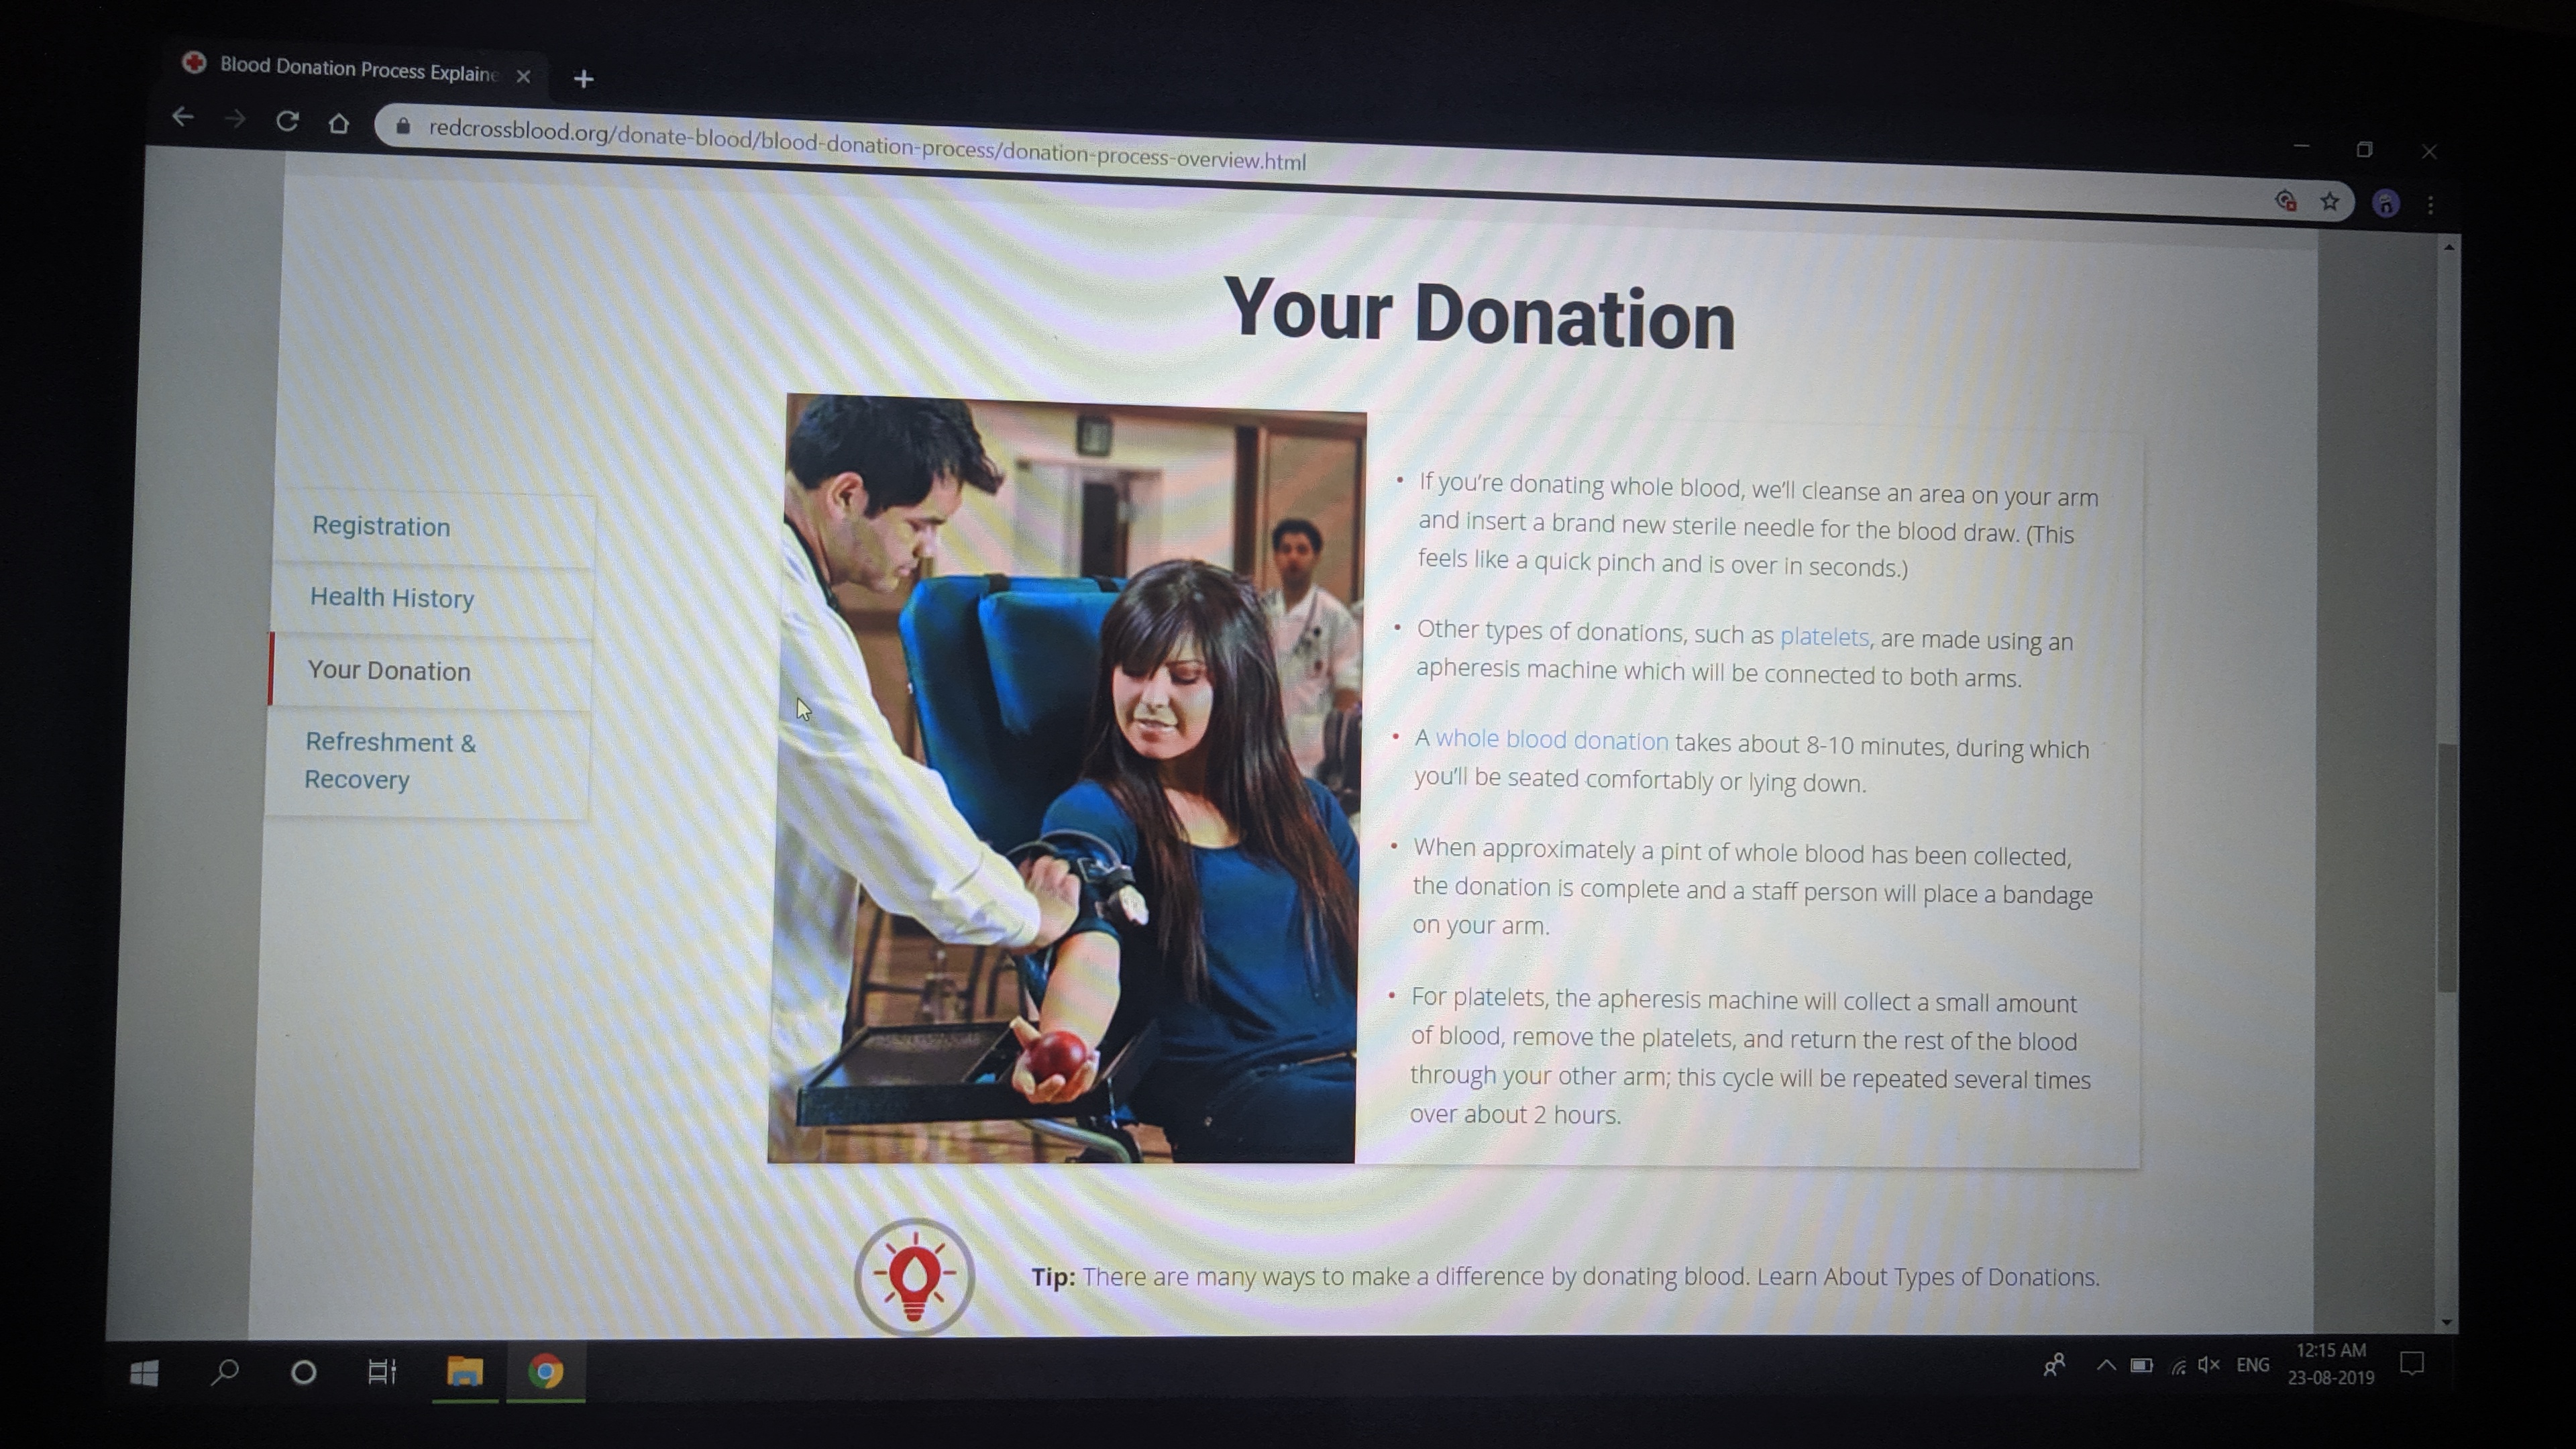 Blood Donation Process Explaine
redcrossblood.org/donate-blood/blood-donation-process/donation-process-overview.html
Your Donation
Registration
Health History
Your Donation
Refreshment &
Recovery
• If you're donating whole blood, we'll cleanse an area on your arm
and insert a brand new sterile needle for the blood draw. (This
feels like a quick pinch and is over in seconds.)
• Other types of donations, such as platelets, are made using an
apheresis machine which will be connected to both arms.
• A whole blood donation takes about 8-10 minutes, during which
you'll be seated comfortably or lying down.
• When approximately a pint of whole blood has been collected,
the donation is complete and a staff person will place a bandage
on your arm.
• For platelets, the apheresis machine will collect a small amount
of blood, remove the platelets, and return the rest of the blood
through your other arm; this cycle will be repeated several times
over about 2 hours.
Tip: There are many ways to make a difference by donating blood. Learn About Types of Donations.
ENG
12:15 AM
23-08-2019